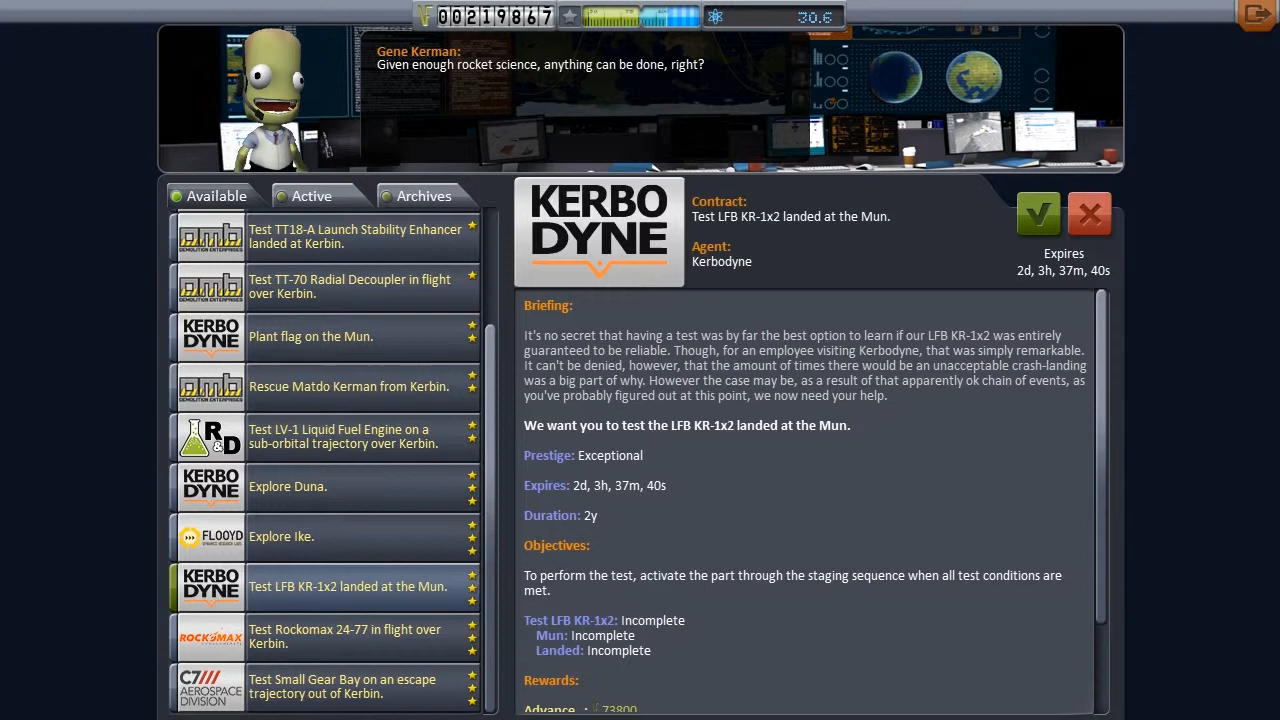 00219867
30.6
Gene Kerman:
Given enough rocket science, anything can be done, right?
Available
Active
Archives
Test TT18-A Launch Stability Enhancer
landed at Kerbin.
Test TT-70 Radial Decoupler in flight
over Kerbin.
KERBO
DYNE
Plant flag on the Mun.
Rescue Matdo Kerman from Kerbin.
R&D
Test LV-1 Liquid Fuel Engine on a
sub-orbital trajectory over Kerbin.
KERBO
DYNE
Explore Duna.
FLOOYD
Explore Ike.
KERBO
DYNE
Test LFB KR-1x2 landed at the Mun.
ROCKOMAX
Test Rockomax 24-77 in flight over
Kerbin.
C7
AEROSPACE
DIVISION
Test Small Gear Bay on an escape
trajectory out of Kerbin.
KERBO
DYNE
Contract:
Test LFB KR-1x2 landed at the Mun.
Agent:
Kerbodyne
Expires
2d, 3h, 37m, 40s
Briefing:
It's no secret that having a test was by far the best option to learn if our LFB KR-1x2 was entirely
guaranteed to be reliable. Though, for an employee visiting Kerbodyne, that was simply remarkable.
It can't be denied, however, that the amount of times there would be an unacceptable crash-landing
was a big part of why. However the case may be, as a result of that apparently ok chain of events, as
you've probably figured out at this point, we now need your help.
We want you to test the LFB KR-1x2 landed at the Mun.
Prestige: Exceptional
Expires: 2d, 3h, 37m, 40s
Duration: 2y
Objectives:
To perform the test, activate the part through the staging sequence when all test conditions are
met.
Test LFB KR-1x2: Incomplete
Mun: Incomplete
Landed: Incomplete
Rewards:
Advance : 73800